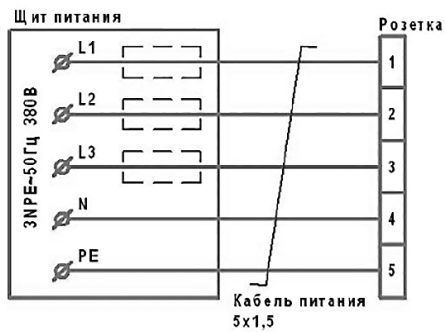 Щит питания
Розетка
3NPE~50Гц 380В
L1
1
L2
2
L3
3
N
4
PE
5
Кабель питания
5х1,5